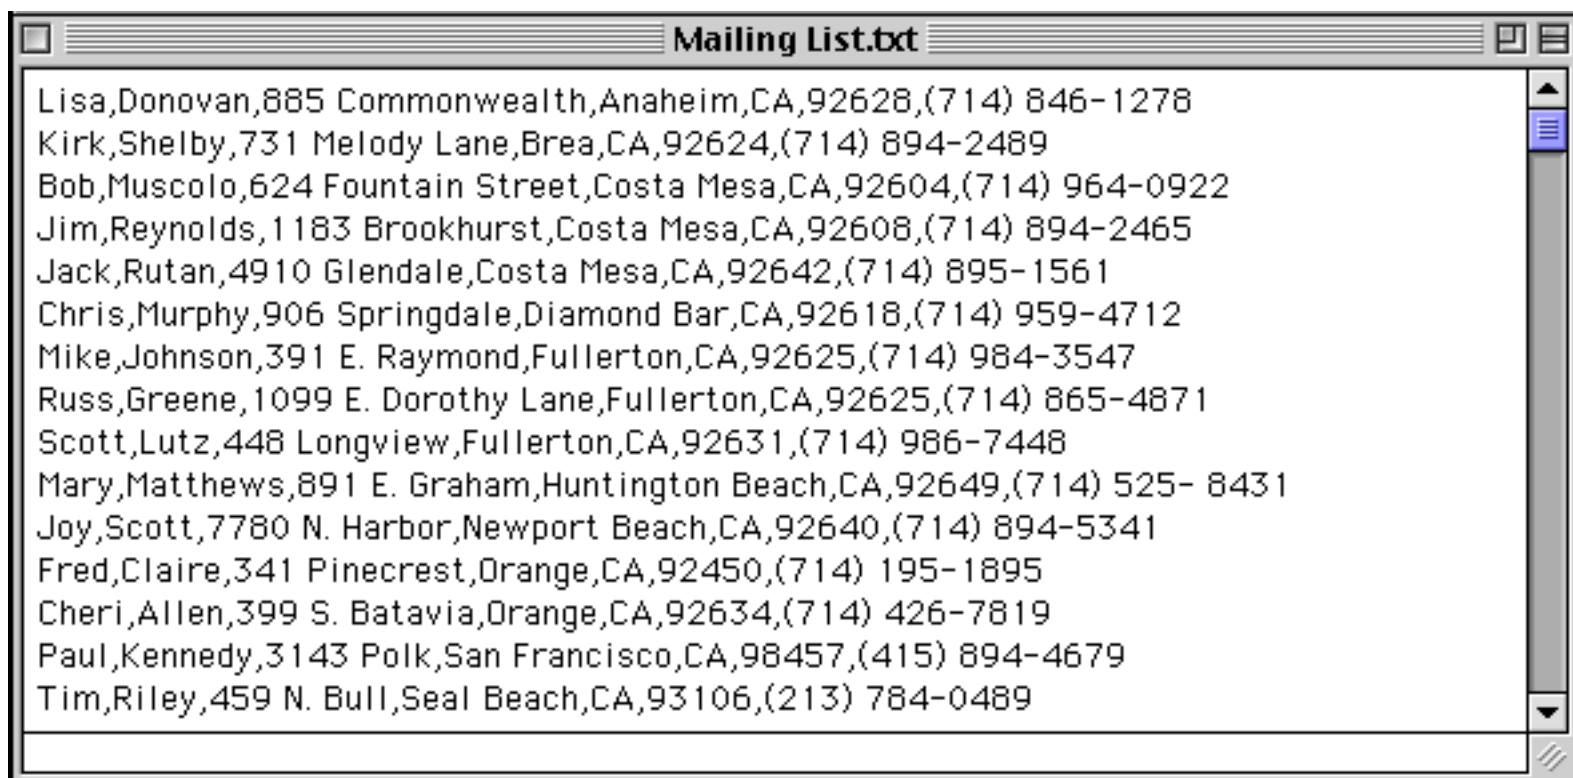 Mailing List.txt
Lisa,Donovan,885 Commonwealth,Anaheim,CA,92628,(714) 846-1278
Kirk,Shelby,731 Melody Lane,Brea,CA,92624,(714) 894-2489
Bob,Muscolo,624 Fountain Street,Costa Mesa,CA,92604,(714) 964-0922
Jim,Reynolds,1183 Brookhurst,Costa Mesa,CA,92608,(714) 894-2465
Jack,Rutan,4910 Glendale,Costa Mesa,CA,92642,(714) 895-1561
Chris,Murphy,906 Springdale,Diamond Bar,CA,92618,(714) 959-4712
Mike,Johnson,391 E. Raymond,Fullerton,CA,92625,(714) 984-3547
Russ,Greene,1099 E. Dorothy Lane,Fullerton,CA,92625,(714) 865-4871
Scott,Lutz,448 Longview,Fullerton,CA,92631,(714) 986-7448
Mary,Matthews,891 E. Graham,Huntington Beach,CA,92649,(714) 525- 8431
Joy,Scott,7780 N. Harbor,Newport Beach,CA,92640,(714) 894-5341
Fred,Claire,341 Pinecrest,Orange,CA,92450,(714) 195-1895
Cheri,Allen,399 S. Batavia,Orange,CA,92634,(714) 426-7819
Paul,Kennedy,3143 Polk,San Francisco,CA,98457,(415) 894-4679
Tim,Riley,459 N. Bull,Seal Beach,CA,93106,(213) 784-0489